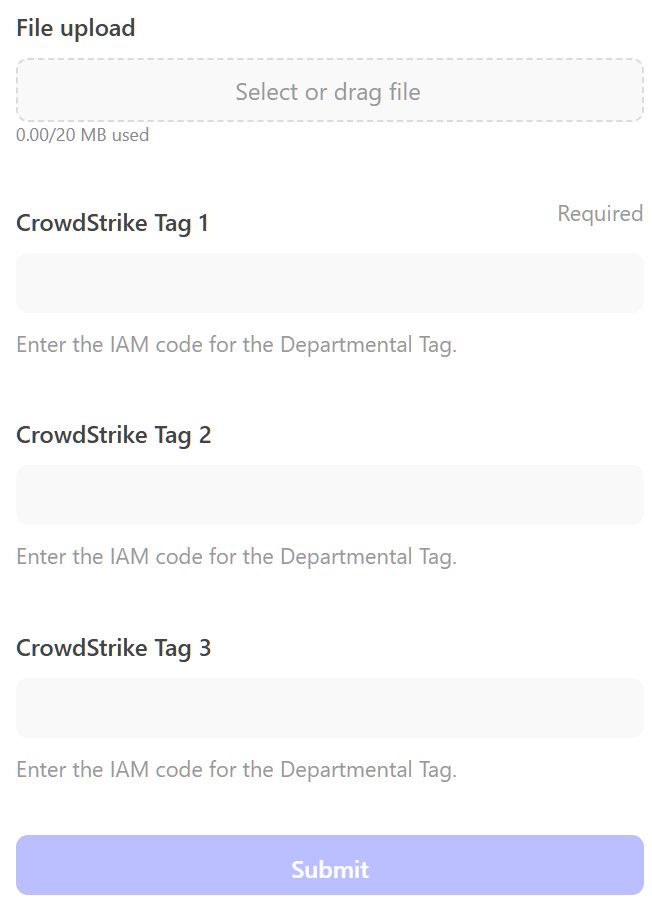 File upload
Select or drag file
0.00/20 MB used
CrowdStrike Tag 1
Required
Enter the IAM code for the Departmental Tag.
CrowdStrike Tag 2
Enter the IAM code for the Departmental Tag.
CrowdStrike Tag 3
Enter the IAM code for the Departmental Tag.
Submit